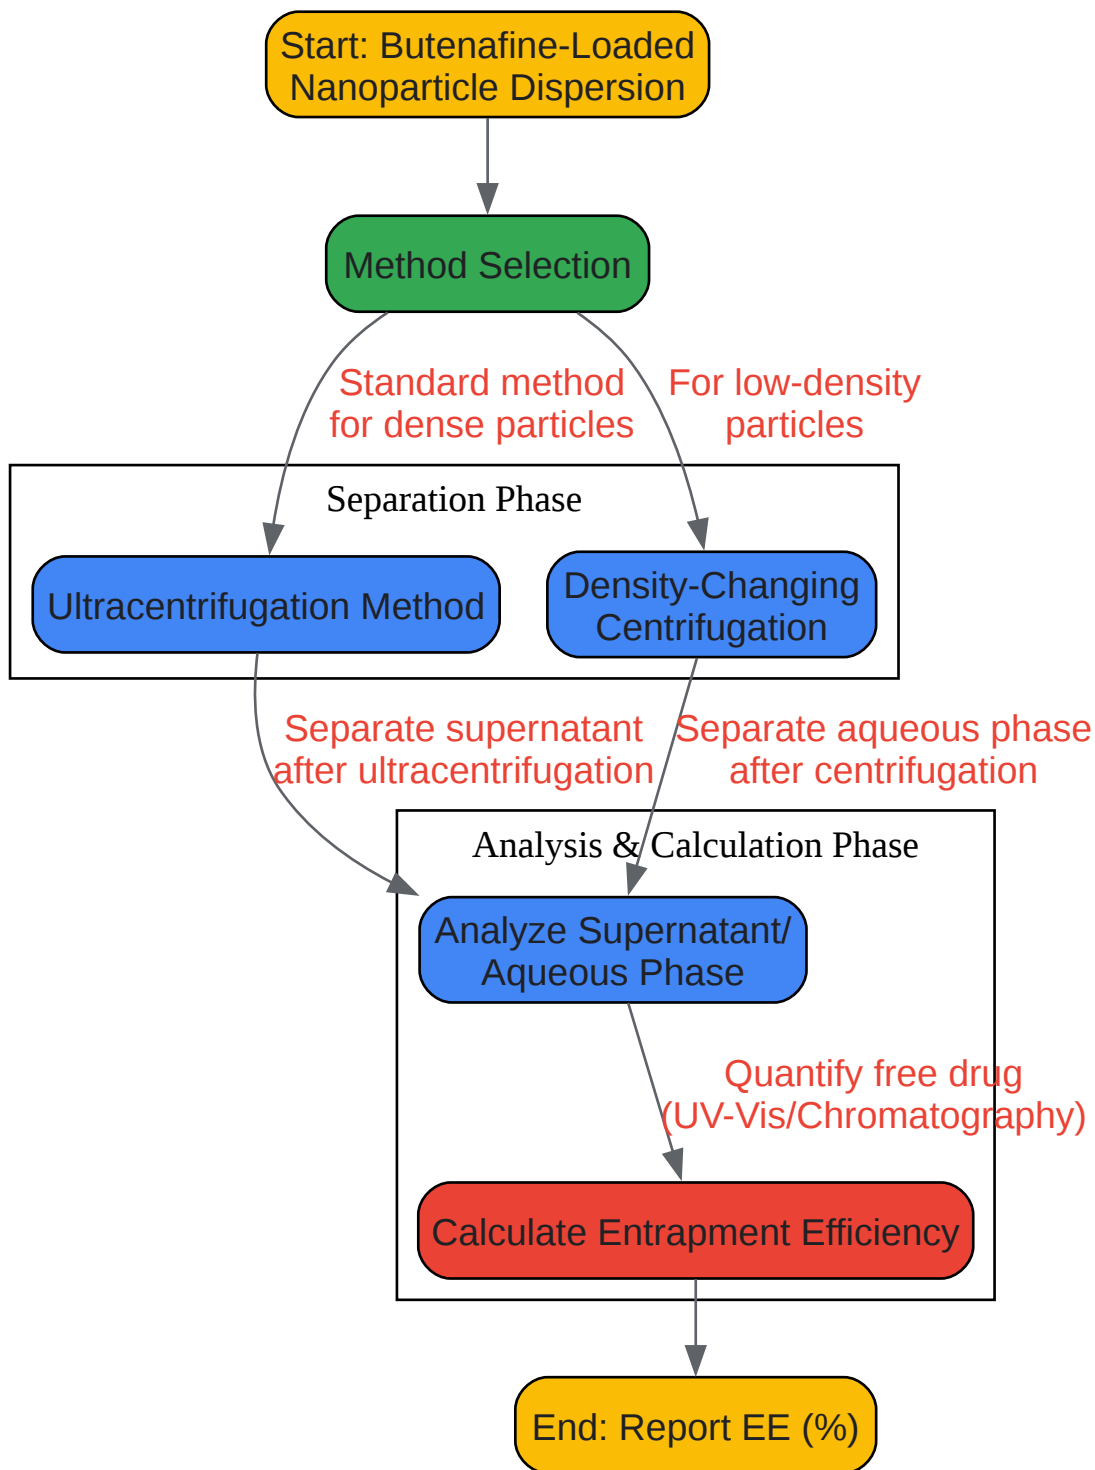 Start: Butenafine-Loaded
Nanoparticle Dispersion
Method Selection
Standard method
for dense particles
For low-density
particles
Separation Phase
Ultracentrifugation Method
Density-Changing
Centrifugation
Separate supernatant
after ultracentrifugation
Separate aqueous phase
after centrifugation
Analysis & Calculation Phase
Analyze Supernatant/
Aqueous Phase
Quantify free drug
(UV-Vis/Chromatography)
Calculate Entrapment Efficiency
End: Report EE (%)